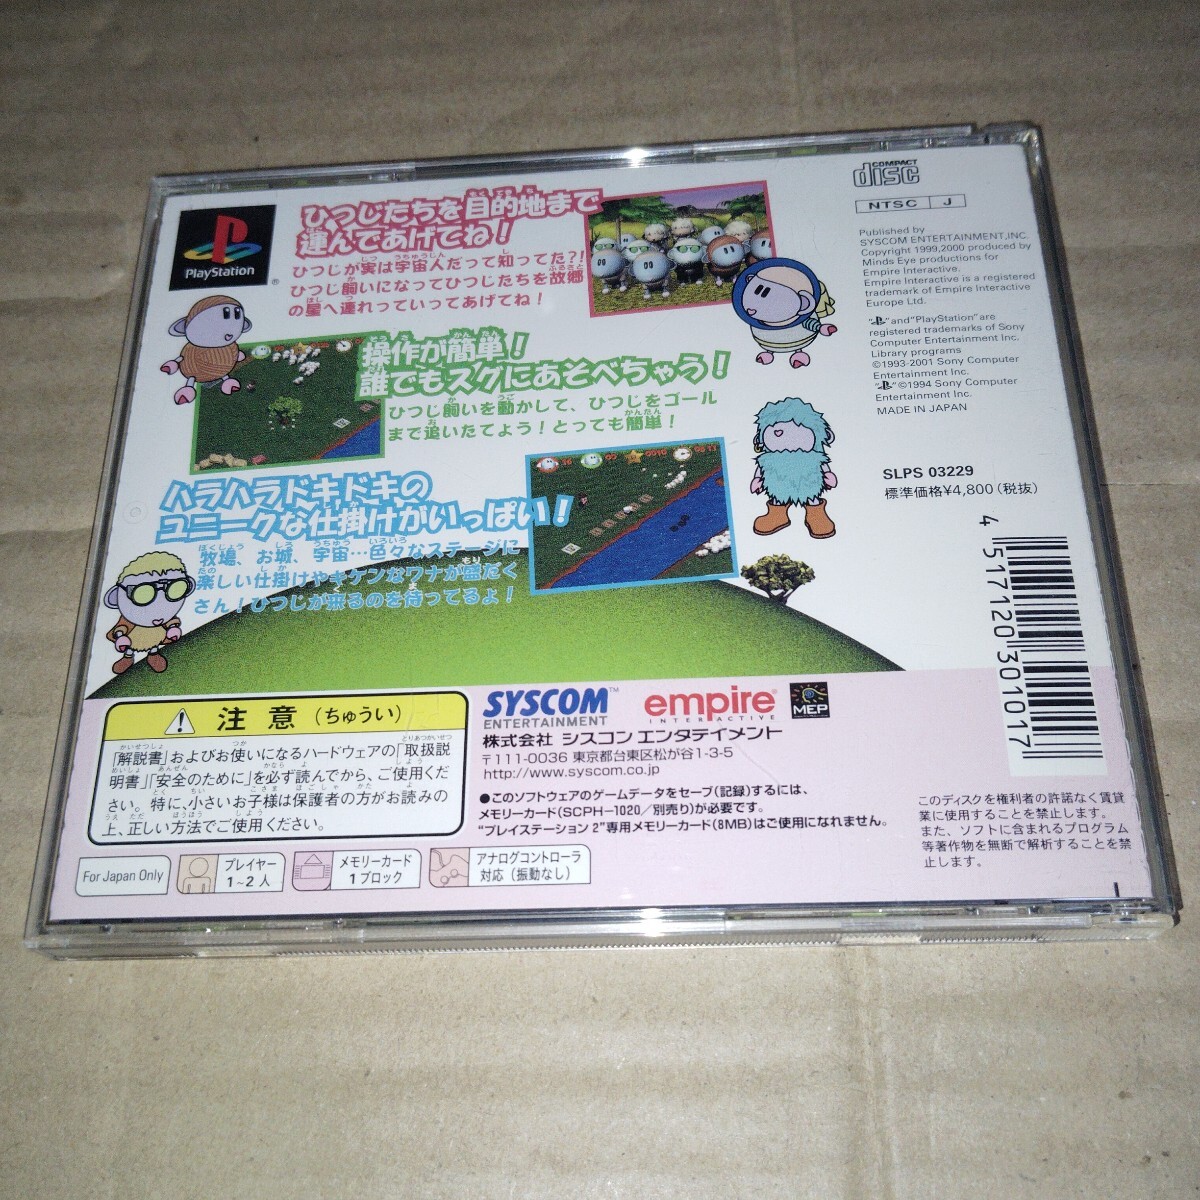 PlayStation
ひつじたちを目的地まで
運んであげてね！
ひつじが実は宇宙人だって知ってた?!
ひつじ飼いになってひつじたちを故郷
の星へ連れっていってあげてね！
操作が簡単！
誰でもスグにあそべちゃう！
ひつじ飼いを動かして、ひつじをゴール
まで追いたてよう！とっても簡単！
ハラハラドキドキの
ユニークな仕掛けがいっぱい！
牧場、お城、宇宙…色々なステージに
楽しい仕掛けやキケンなワナが盛だく
さん！ひつじが来るのを待ってるよ！
COMPACT
disc
NTSC J
Published by
SYSCOM ENTERTAINMENT,INC.
Copyright 1999,2000 produced by
Minds Eye productions for
Empire Interactive.
Empire Interactive is a registered
trademark of Empire Interactive
Europe Ltd.
" " and "PlayStation" are
registered trademarks of Sony
Computer Entertainment Inc.
Library programs
©1993-2001 Sony Computer
Entertainment Inc.
" " ©1994 Sony Computer
Entertainment Inc.
MADE IN JAPAN
SLPS 03229
標準価格¥4,800(税抜)
4 517120 301017
注意（ちゅうい）
「解説書」およびお使いになるハードウェアの「取扱説
明書」「安全のために」を必ず読んでから、ご使用くだ
さい。特に、小さいお子様は保護者の方がお読みの
上、正しい方法でご使用ください。
SYSCOM™
ENTERTAINMENT
empire®
INTERACTIVE
MEP
株式会社 シスコン エンタテイメント
〒111-0036 東京都台東区松が谷1-3-5
http://www.syscom.co.jp
●このソフトウェアのゲームデータをセーブ（記録）するには、
メモリーカード(SCPH-1020／別売り)が必要です。
"プレイステーション 2"専用メモリーカード(8MB)はご使用になれません。
このディスクを権利者の許諾なく賃貸
業に使用することを禁止します。
また、ソフトに含まれるプログラム
等著作物を無断で解析することを禁
止します。
For Japan Only
プレイヤー
1～2人
メモリーカード
1ブロック
アナログコントローラ
対応（振動なし）